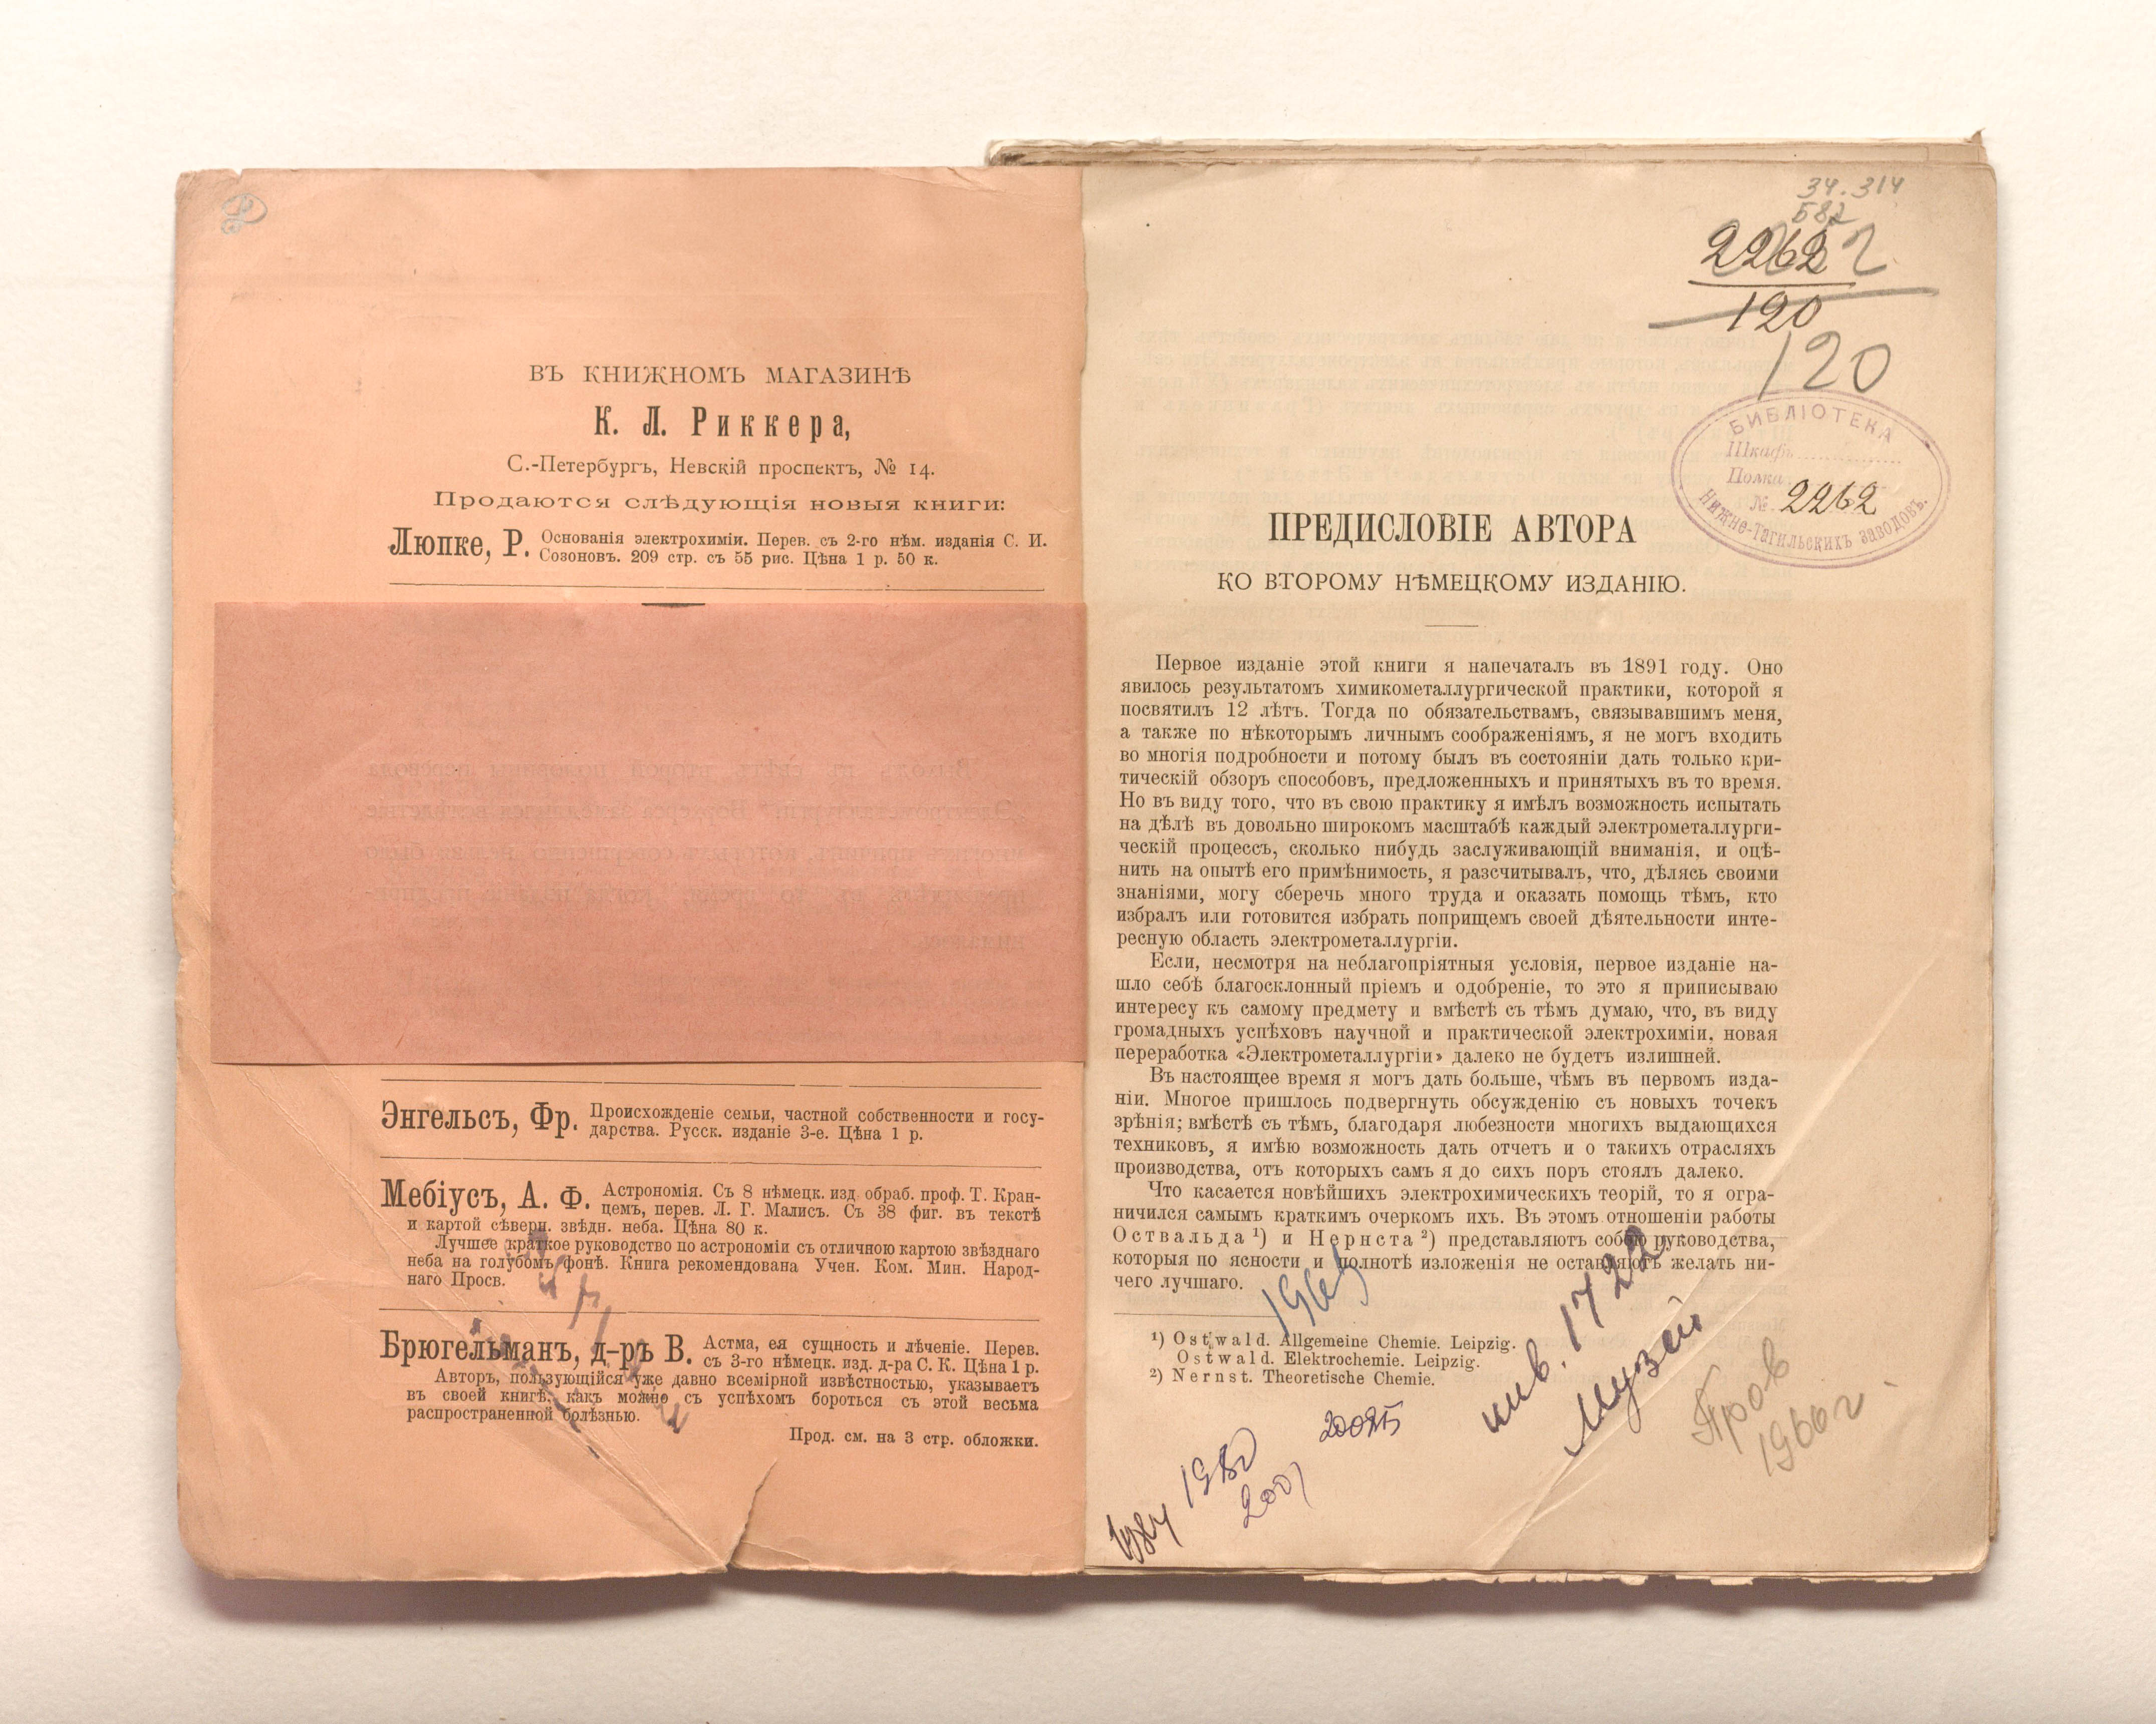 ВЪ КНИЖНОМЪ МАГАЗИНѢ
К. Л. Риккера,
С.-Петербургъ, Невскій проспектъ, № 14.
Продаются слѣдующія новыя книги:
Люпке, Р. Основанія электрохиміи. Перев. съ 2-го нѣм. изданія С. И.
Созоновъ. 209 стр. съ 55 рис. Цѣна 1 р. 50 к.
Энгельсъ, Фр. Происхожденіе семьи, частной собственности и госу-
дарства. Русск. изданіе 3-е. Цѣна 1 р.
Мебіусъ, А. Ф. Астрономія. Съ 8 нѣмецк. изд. обраб. проф. Т. Кран-
цемъ, перев. Л. Г. Малисъ. Съ 38 фиг. въ текстѣ
и картой сѣверн. звѣздн. неба. Цѣна 80 к.
Лучшее краткое руководство по астрономіи съ отличною картою звѣзднаго
неба на голубомъ фонѣ. Книга рекомендована Учен. Ком. Мин. Народ-
наго Просв.
Брюгельманъ, д-ръ В. Астма, ея сущность и лѣченіе. Перев.
съ 3-го нѣмецк. изд. д-ра С. К. Цѣна 1 р.
Авторъ, пользующійся уже давно всемірной извѣстностью, указываетъ
въ своей книгѣ, какъ можно съ успѣхомъ бороться съ этой весьма
распространенной болѣзнью.
Прод. см. на 3 стр. обложки.
34.314
Б82
2262
120
120
БИБЛІОТЕКА
Шкафъ
Полка
№ 2262
Нижне-Тагильскихъ заводовъ.
ПРЕДИСЛОВІЕ АВТОРА
КО ВТОРОМУ НѢМЕЦКОМУ ИЗДАНІЮ.
Первое изданіе этой книги я напечаталъ въ 1891 году. Оно
явилось результатомъ химикометаллургической практики, которой я
посвятилъ 12 лѣтъ. Тогда по обязательствамъ, связывавшимъ меня,
а также по нѣкоторымъ личнымъ соображеніямъ, я не могъ входить
во многія подробности и потому былъ въ состояніи дать только кри-
тическій обзоръ способовъ, предложенныхъ и принятыхъ въ то время.
Но въ виду того, что въ свою практику я имѣлъ возможность испытать
на дѣлѣ въ довольно широкомъ масштабѣ каждый электрометаллурги-
ческій процессъ, сколько нибудь заслуживающій вниманія, и оцѣ-
нить на опытѣ его примѣнимость, я разсчитывалъ, что, дѣлясь своими
знаніями, могу сберечь много труда и оказать помощь тѣмъ, кто
избралъ или готовится избрать поприщемъ своей дѣятельности инте-
ресную область электрометаллургіи.
Если, несмотря на неблагопріятныя условія, первое изданіе на-
шло себѣ благосклонный пріемъ и одобреніе, то это я приписываю
интересу къ самому предмету и вмѣстѣ съ тѣмъ думаю, что, въ виду
громадныхъ успѣховъ научной и практической электрохиміи, новая
переработка «Электрометаллургіи» далеко не будетъ излишней.
Въ настоящее время я могъ дать больше, чѣмъ въ первомъ изда-
ніи. Многое пришлось подвергнуть обсужденію съ новыхъ точекъ
зрѣнія; вмѣстѣ съ тѣмъ, благодаря любезности многихъ выдающихся
техниковъ, я имѣю возможность дать отчетъ и о такихъ отрасляхъ
производства, отъ которыхъ самъ я до сихъ поръ стоялъ далеко.
Что касается новѣйшихъ электрохимическихъ теорій, то я огра-
ничился самымъ краткимъ очеркомъ ихъ. Въ этомъ отношеніи работы
Оствальда ¹) и Нернста ²) представляютъ собою руководства,
которыя по ясности и полнотѣ изложенія не оставляютъ желать ни-
чего лучшаго.
¹) Ostwald. Allgemeine Chemie. Leipzig.
Ostwald. Elektrochemie. Leipzig.
²) Nernst. Theoretische Chemie.
инв. 1722
Музей
Пров
1966 г.
20025
1980
2001